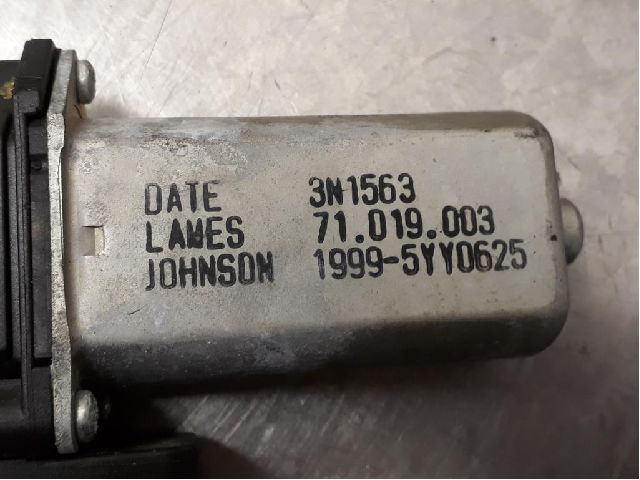 DATE 3N1563
LAMES 71.019.003
JOHNSON 1999-5YY0625